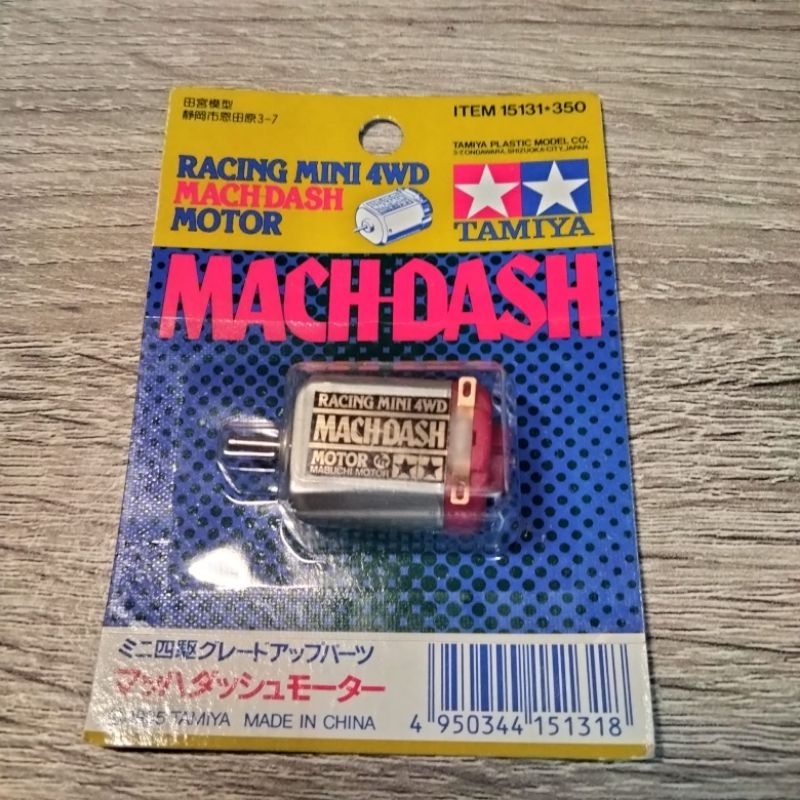 田宮模型
静岡市恩田原3-7
ITEM 15131•350
TAMIYA PLASTIC MODEL CO.
3-7, ONDAWARA, SHIZUOKA-CITY, JAPAN.
RACING MINI 4WD
MACH-DASH
MOTOR
TAMIYA
MACH-DASH
RACING MINI 4WD
MACH-DASH
MOTOR
MABUCHI MOTOR
ミニ四駆グレードアップパーツ
マッハダッシュモーター
TAMIYA MADE IN CHINA
4 950344 151318